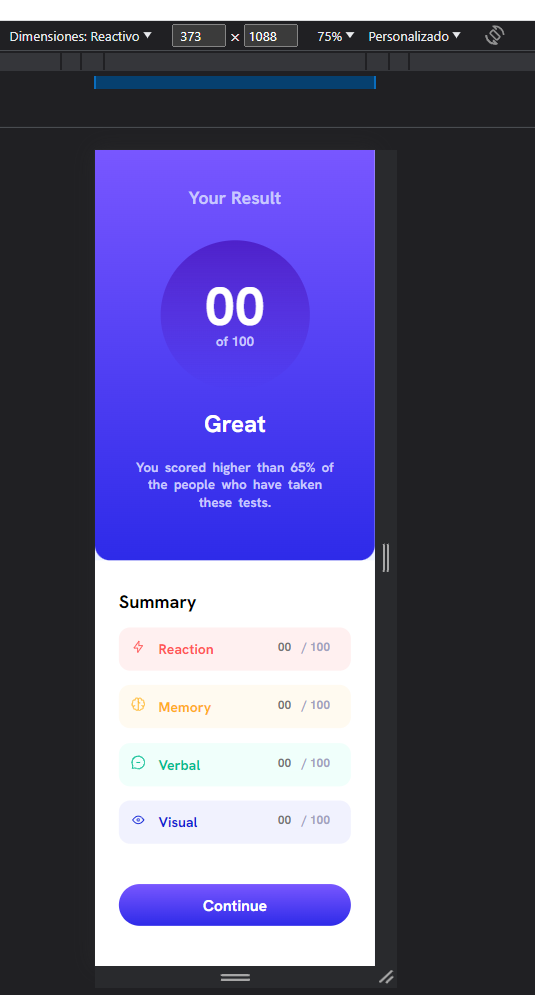 Dimensiones: Reactivo 373 × 1088 75% Personalizado
Your Result
00
of 100
Great
You scored higher than 65% of
the people who have taken
these tests.
Summary
Reaction 00 / 100
Memory 00 / 100
Verbal 00 / 100
Visual 00 / 100
Continue